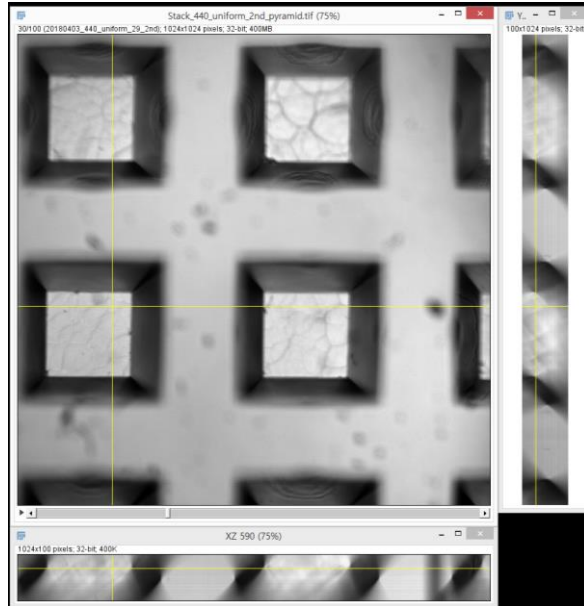 Stack_440_uniform_2nd_pyramid.tif (75%)
30/100 (20180403_440_uniform_29_2nd); 1024x1024 pixels; 32-bit; 400MB
Y..
100x1024 pixels; 32-bit
XZ 590 (75%)
1024x100 pixels; 32-bit; 400K